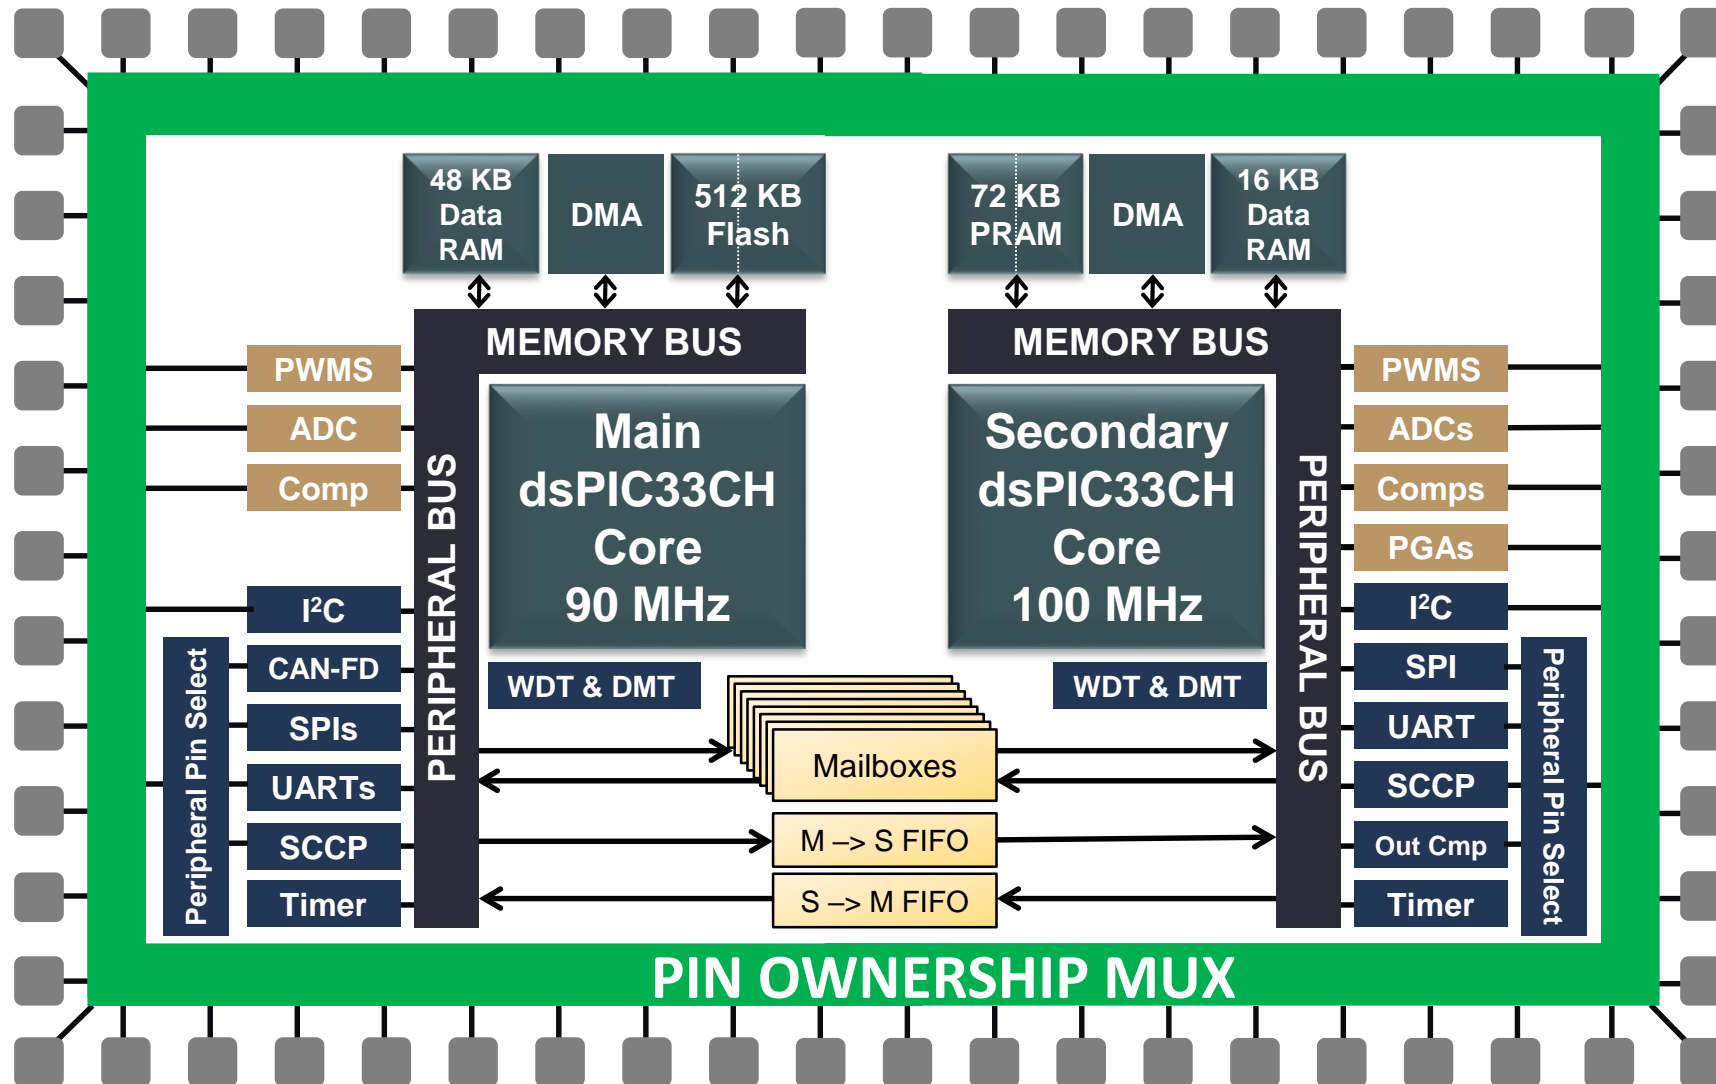 48 KB
Data
RAM
DMA
512 KB
Flash
72 KB
PRAM
DMA
16 KB
Data
RAM
MEMORY BUS
MEMORY BUS
PERIPHERAL BUS
PERIPHERAL BUS
PWMS
ADC
Comp
I²C
CAN-FD
SPIs
UARTs
SCCP
Timer
Peripheral Pin Select
Main
dsPIC33CH
Core
90 MHz
WDT & DMT
Secondary
dsPIC33CH
Core
100 MHz
WDT & DMT
Mailboxes
M –> S FIFO
S –> M FIFO
PWMS
ADCs
Comps
PGAs
I²C
SPI
UART
SCCP
Out Cmp
Timer
Peripheral Pin Select
PIN OWNERSHIP MUX